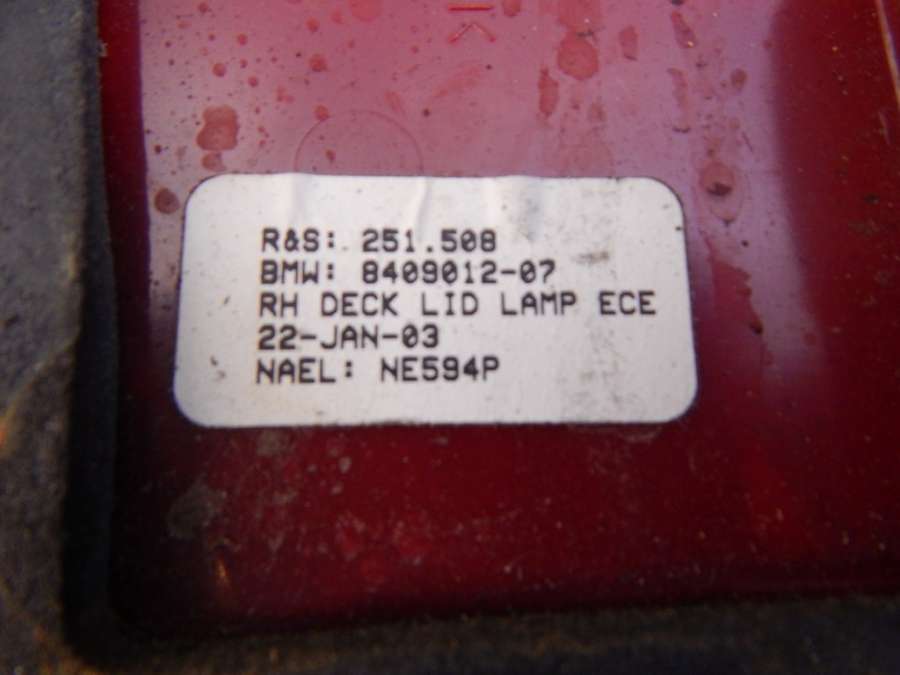 R&S: 251.508
BMW: 8409012-07
RH DECK LID LAMP ECE
22-JAN-03
NAEL: NE594P